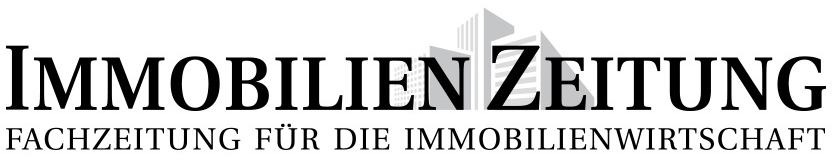 IMMOBILIEN ZEITUNG
FACHZEITUNG FÜR DIE IMMOBILIENWIRTSCHAFT